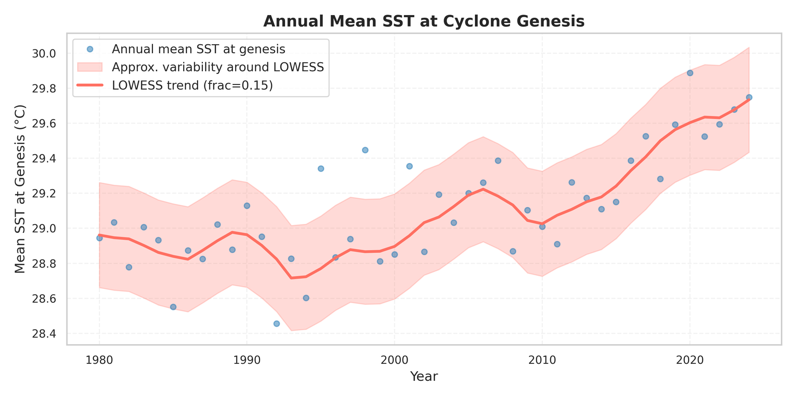 Annual Mean SST at Cyclone Genesis
Annual mean SST at genesis
Approx. variability around LOWESS
LOWESS trend (frac=0.15)
Mean SST at Genesis (°C)
30.0
29.8
29.6
29.4
29.2
29.0
28.8
28.6
28.4
1980
1990
2000
2010
2020
Year